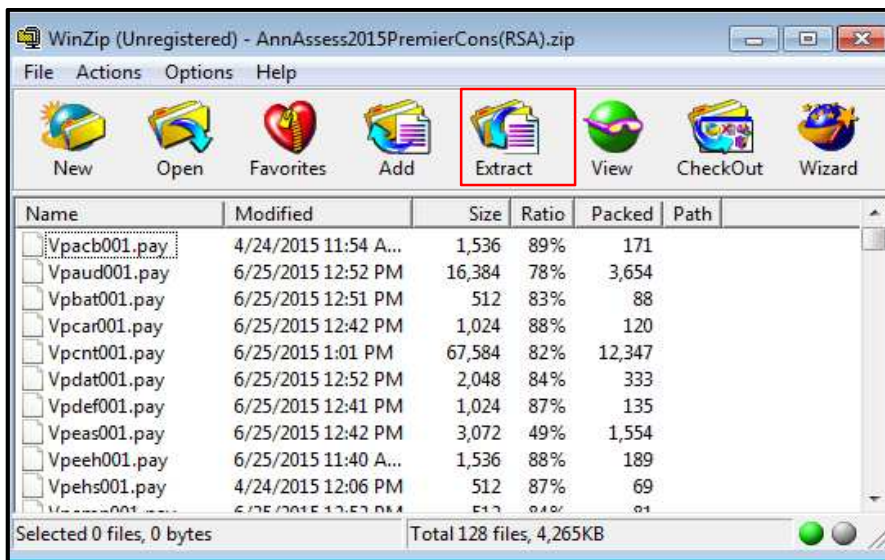 WinZip (Unregistered) - AnnAssess2015PremierCons(RSA).zip
File Actions Options Help
New Open Favorites Add Extract View CheckOut Wizard
Name Modified Size Ratio Packed Path
Vpacb001.pay 4/24/2015 11:54 A... 1,536 89% 171
Vpaud001.pay 6/25/2015 12:52 PM 16,384 78% 3,654
Vpbat001.pay 6/25/2015 12:51 PM 512 83% 88
Vpcar001.pay 6/25/2015 12:42 PM 1,024 88% 120
Vpcnt001.pay 6/25/2015 1:01 PM 67,584 82% 12,347
Vpdat001.pay 6/25/2015 12:52 PM 2,048 84% 333
Vpdef001.pay 6/25/2015 12:41 PM 1,024 87% 135
Vpeas001.pay 6/25/2015 12:42 PM 3,072 49% 1,554
Vpeeh001.pay 6/25/2015 11:40 A... 1,536 88% 189
Vpehs001.pay 4/24/2015 12:06 PM 512 87% 69
Selected 0 files, 0 bytes Total 128 files, 4,265KB